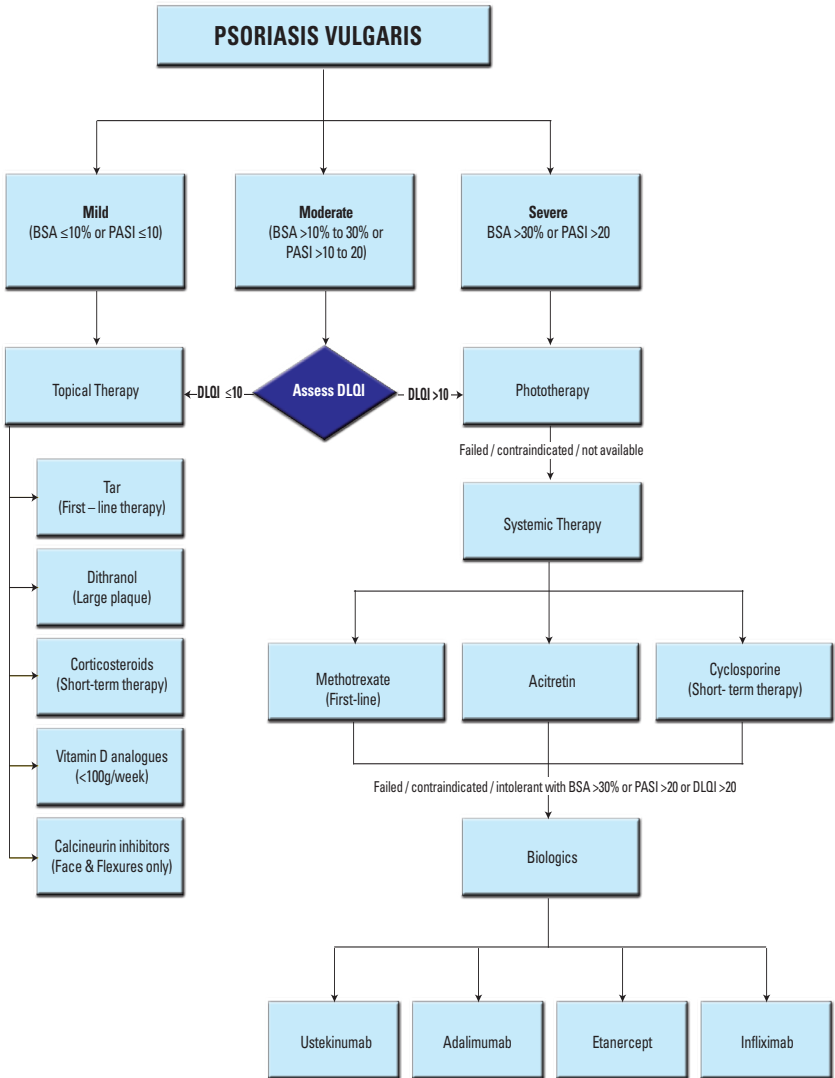 PSORIASIS VULGARIS
Mild
(BSA ≤10% or PASI ≤10)
Moderate
(BSA >10% to 30% or
PASI >10 to 20)
Severe
BSA >30% or PASI >20
Topical Therapy
DLQI ≤10
Assess DLQI
DLQI >10
Phototherapy
Failed / contraindicated / not available
Tar
(First – line therapy)
Systemic Therapy
Dithranol
(Large plaque)
Corticosteroids
(Short-term therapy)
Methotrexate
(First-line)
Acitretin
Cyclosporine
(Short- term therapy)
Vitamin D analogues
(<100g/week)
Failed / contraindicated / intolerant with BSA >30% or PASI >20 or DLQI >20
Calcineurin inhibitors
(Face & Flexures only)
Biologics
Ustekinumab
Adalimumab
Etanercept
Infliximab